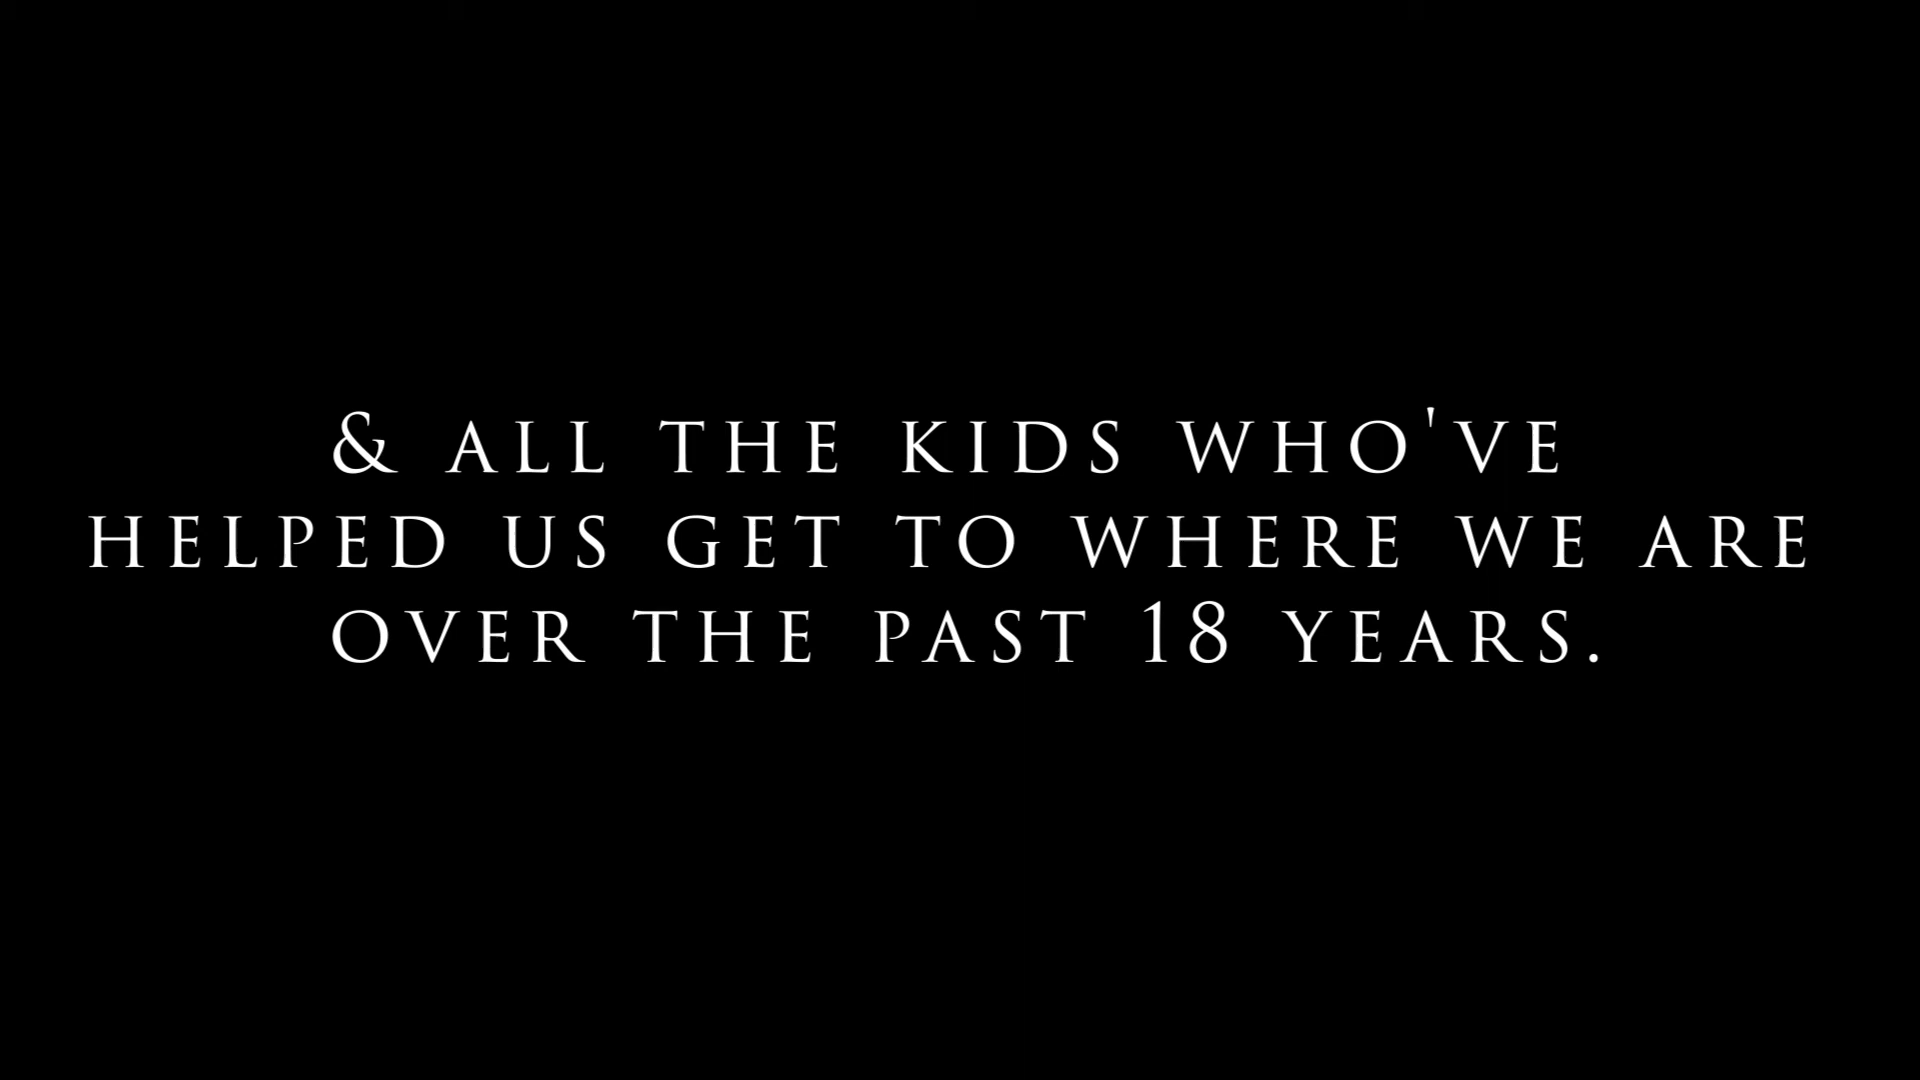 & ALL THE KIDS WHO'VE
HELPED US GET TO WHERE WE ARE
OVER THE PAST 18 YEARS.